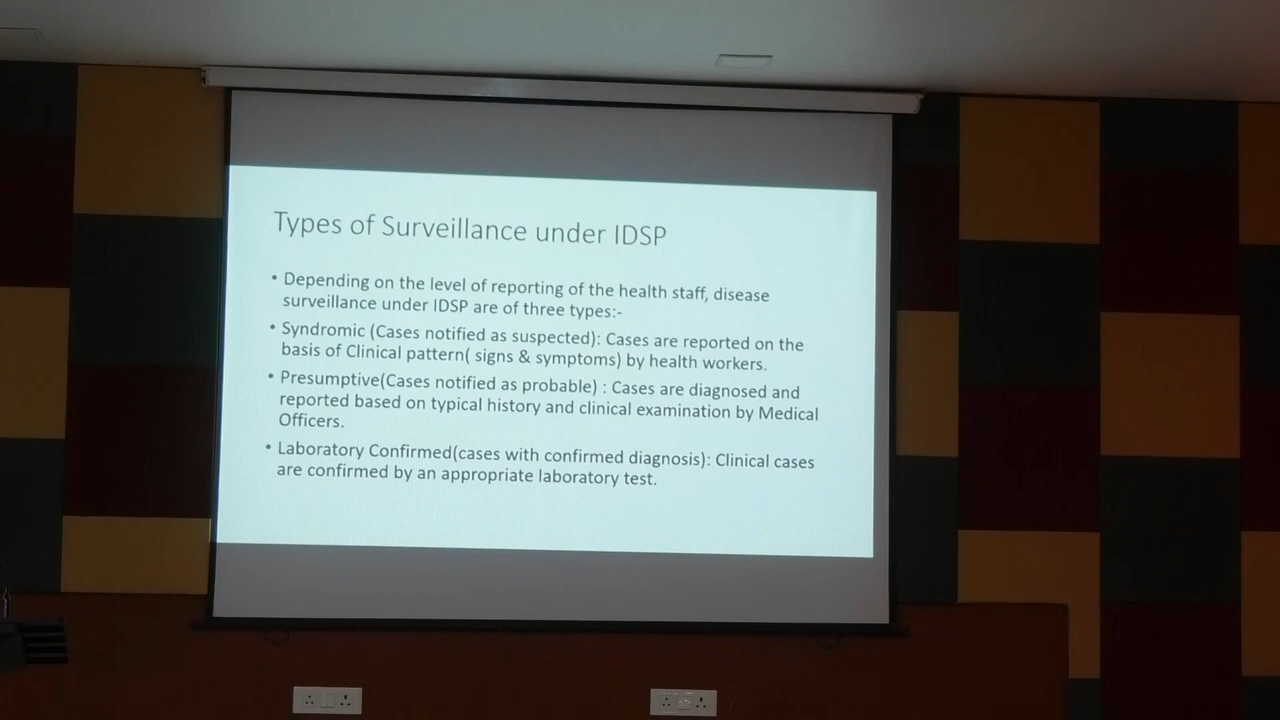 Types of Surveillance under IDSP
• Depending on the level of reporting of the health staff, disease
surveillance under IDSP are of three types:-
• Syndromic (Cases notified as suspected): Cases are reported on the
basis of Clinical pattern( signs & symptoms) by health workers.
• Presumptive(Cases notified as probable) : Cases are diagnosed and
reported based on typical history and clinical examination by Medical
Officers.
• Laboratory Confirmed(cases with confirmed diagnosis): Clinical cases
are confirmed by an appropriate laboratory test.